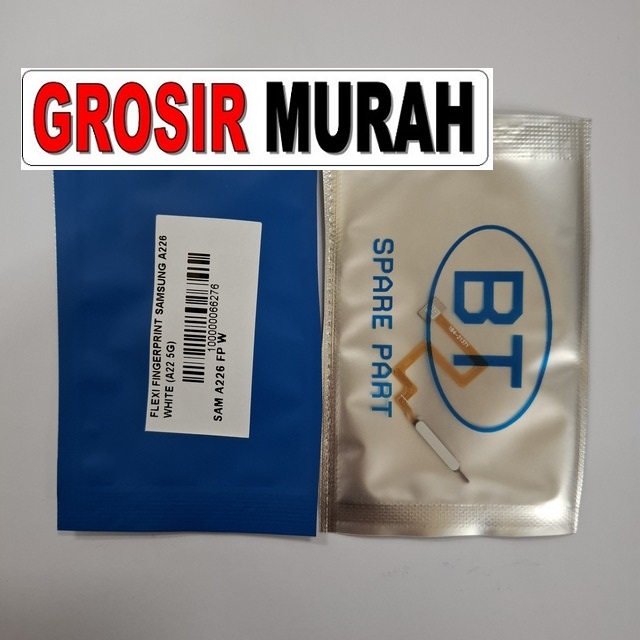 GROSIR MURAH
FLEXI FINGERPRINT SAMSUNG A226
WHITE (A22 5G)
100000066276
SAM A226 FP W
BT
SPARE PART